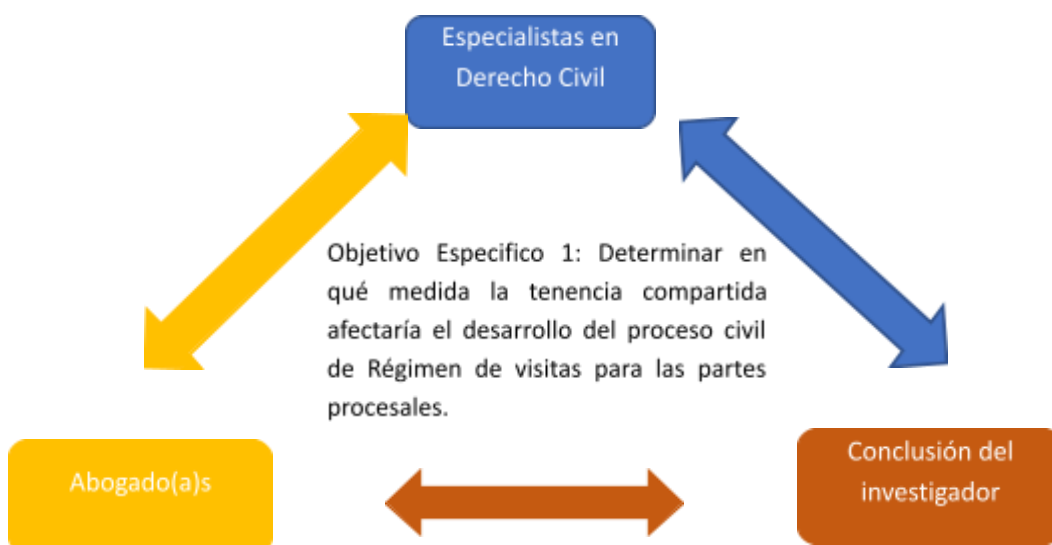 Especialistas en
Derecho Civil
Objetivo Especifico 1: Determinar en
qué medida la tenencia compartida
afectaría el desarrollo del proceso civil
de Régimen de visitas para las partes
procesales.
Abogado(a)s
Conclusión del
investigador